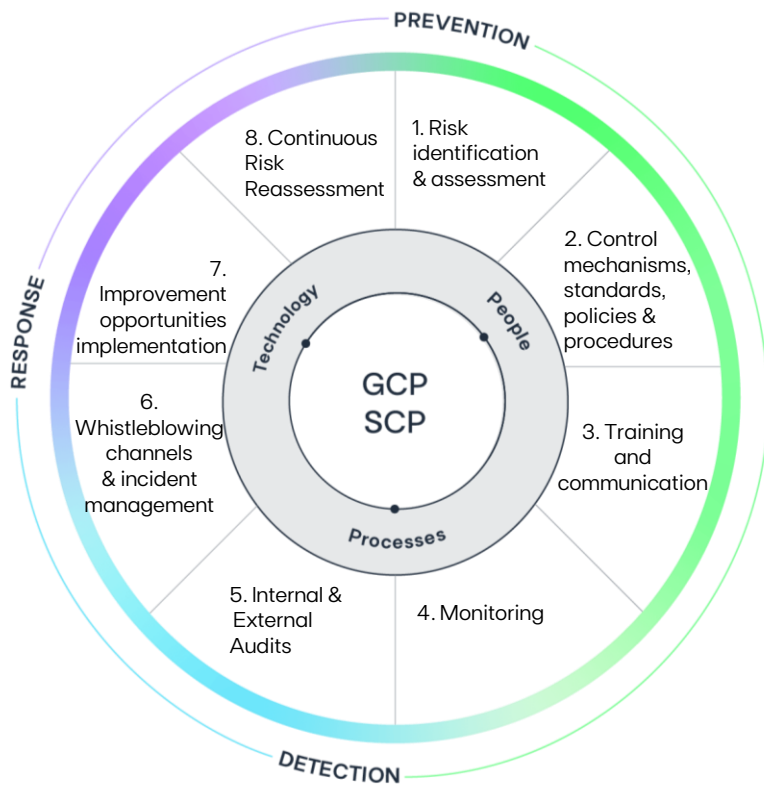 PREVENTION
1. Risk
identification
& assessment
2. Control
mechanisms,
standards,
policies &
procedures
3. Training
and
communication
4. Monitoring
DETECTION
5. Internal &
External
Audits
6.
Whistleblowing
channels
& incident
management
RESPONSE
7.
Improvement
opportunities
implementation
8. Continuous
Risk
Reassessment
Technology
People
Processes
GCP
SCP